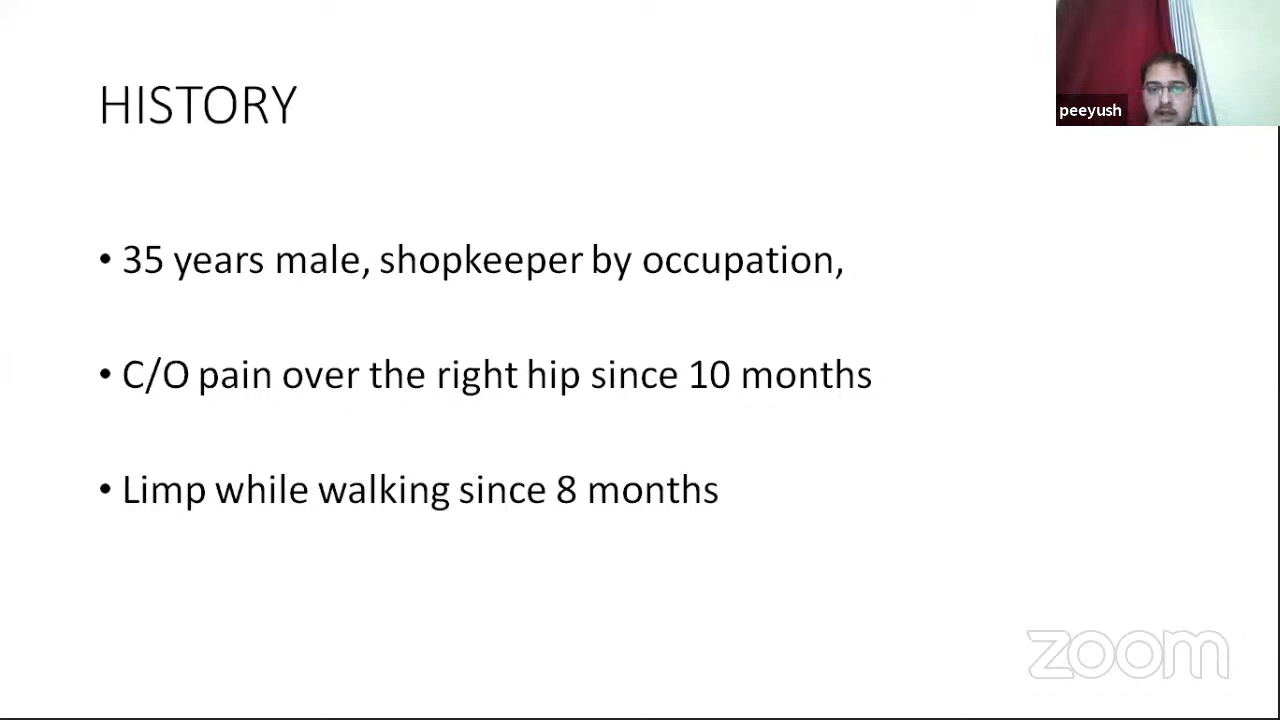 HISTORY
peeyush
• 35 years male, shopkeeper by occupation,
• C/O pain over the right hip since 10 months
• Limp while walking since 8 months
zoom